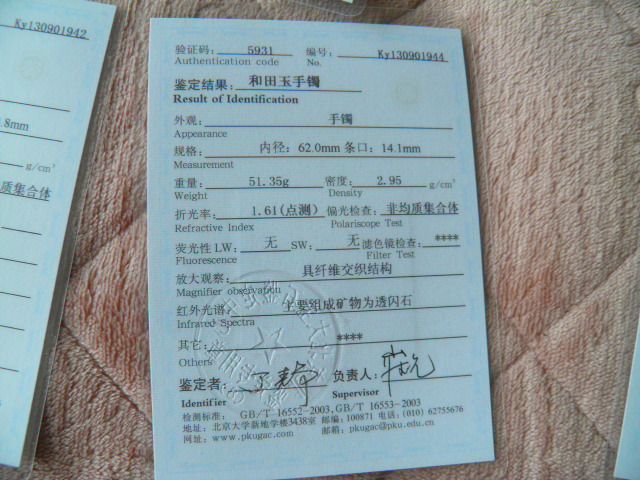 Ky130901942
.8mm
g/cm³
质集合体
验证码: 5931 编号: Ky130901944
Authentication code No.
鉴定结果: 和田玉手镯
Result of Identification
外观: 手镯
Appearance
规格: 内径: 62.0mm 条口: 14.1mm
Measurement
重量: 51.35g 密度: 2.95 g/cm³
Weight Density
折光率: 1.61(点测) 偏光检查: 非均质集合体
Refractive Index Polariscope Test
荧光性 LW: 无 SW: 无 滤色镜检查: ****
Fluorescence Filter Test
放大观察: 具纤维交织结构
Magnifier observation
红外光谱: 主要组成矿物为透闪石
Infrared Spectra
其它: ****
Others
鉴定者: 负责人:
Identifier Supervisor
检测标准: GB/T 16552-2003,GB/T 16553-2003
地址: 北京大学新地学楼3438室 邮编: 100871 电话: (010) 62755676
网址: www.pkugac.com 邮箱: pkugac@pku.edu.cn